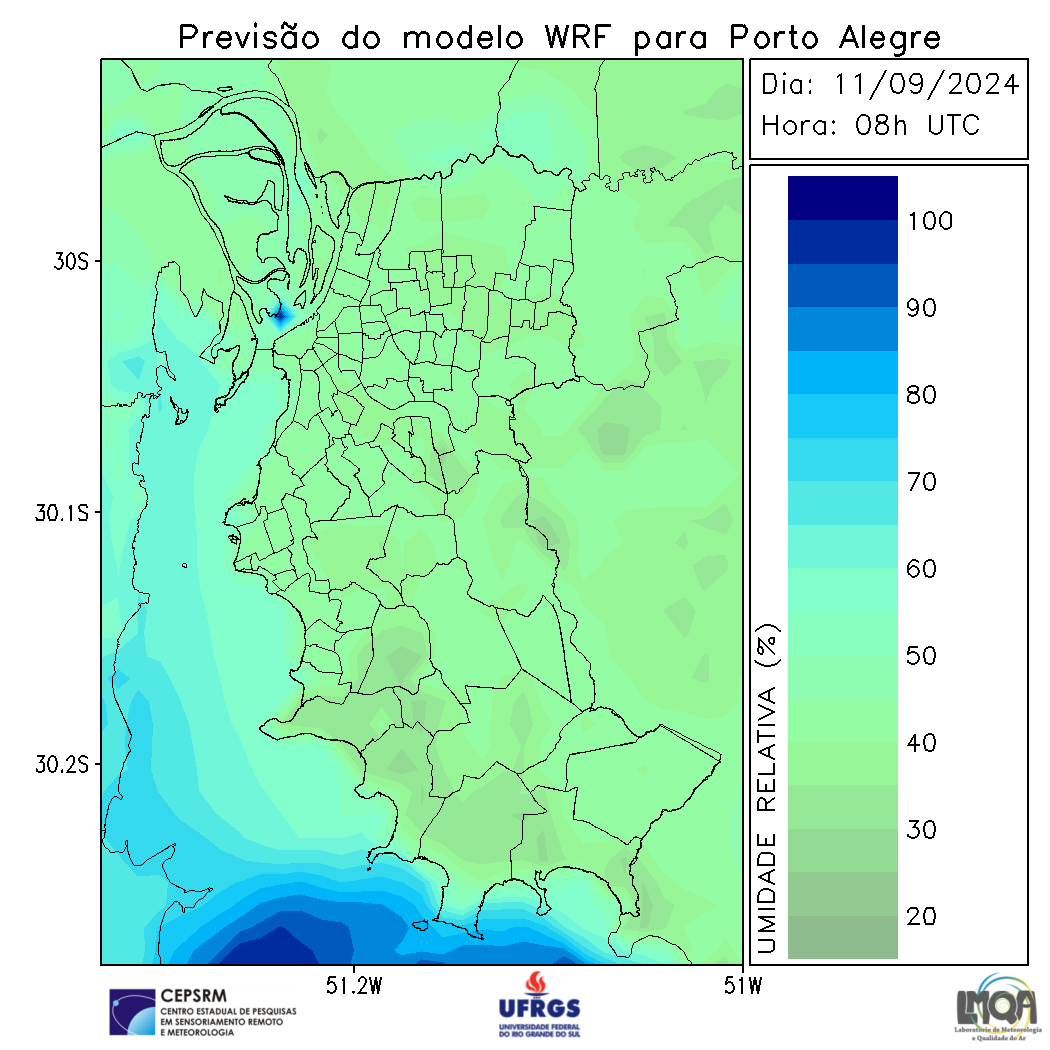 Previsão do modelo WRF para Porto Alegre
Dia: 11/09/2024
Hora: 08h UTC
30S
30.1S
30.2S
51.2W
51W
UMIDADE RELATIVA (%)
100
90
80
70
60
50
40
30
20
CEPSRM
CENTRO ESTADUAL DE PESQUISAS
EM SENSORIAMENTO REMOTO
E METEOROLOGIA
UFRGS
UNIVERSIDADE FEDERAL
DO RIO GRANDE DO SUL
LMQA
Laboratório de Meteorologia
e Qualidade do Ar